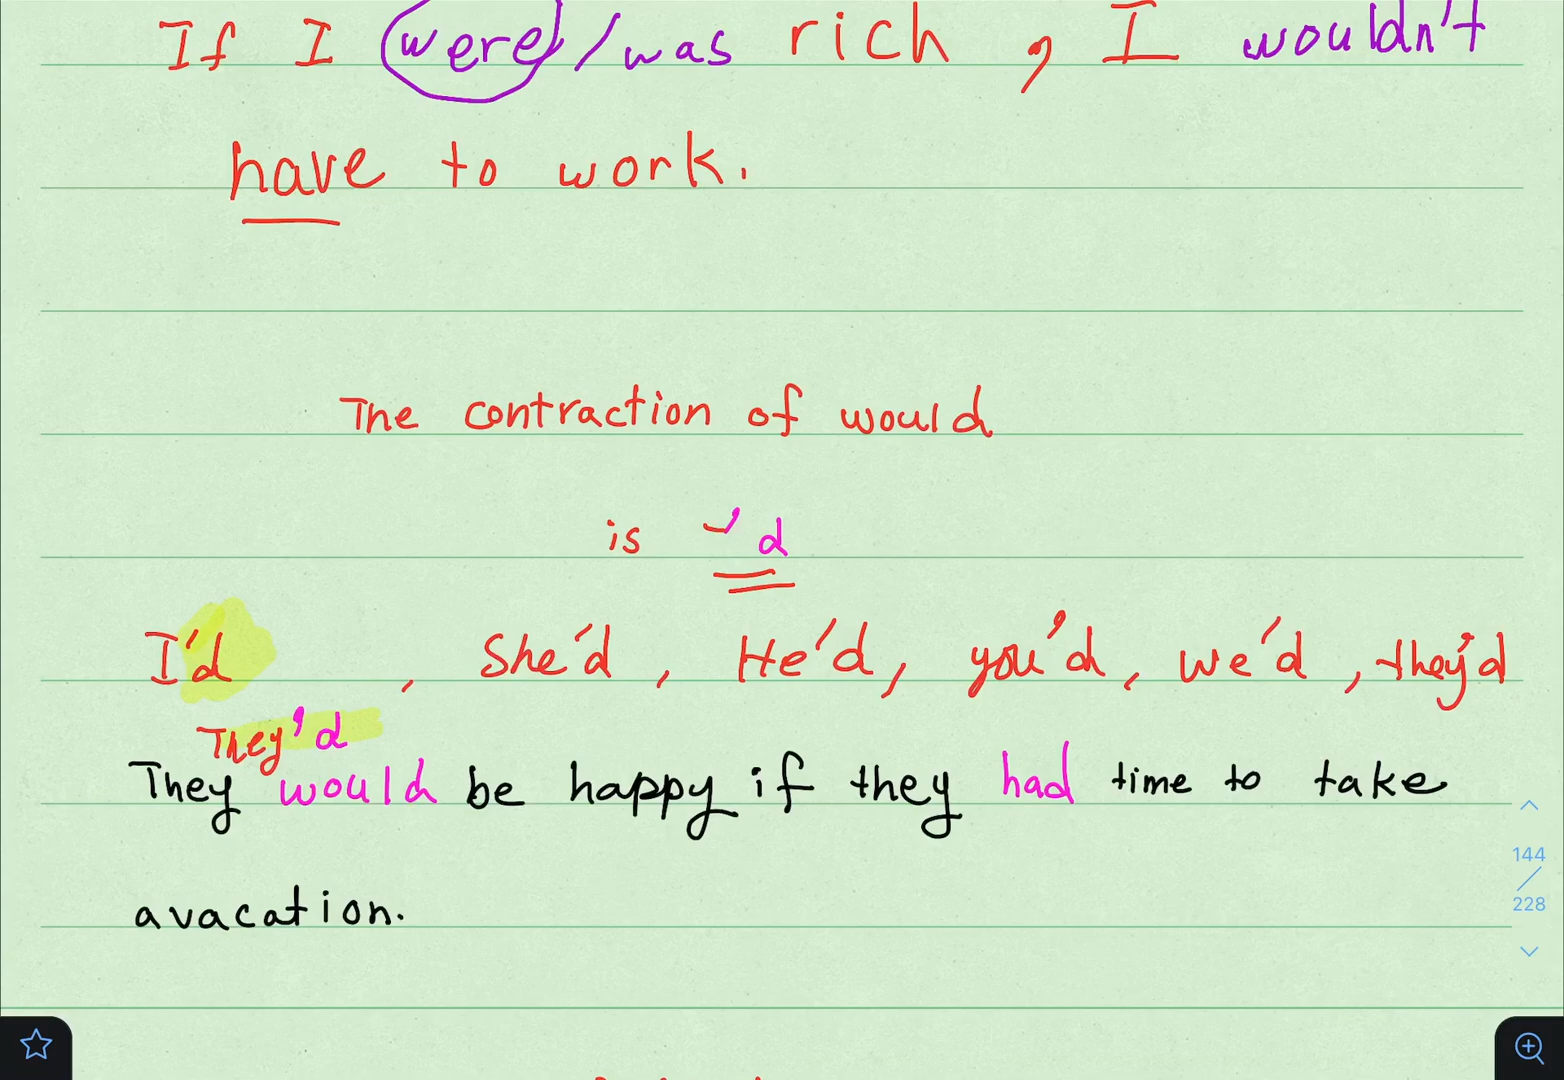 If I were/was rich, I wouldn't
have to work.
The contraction of would
is -'d
I'd, She'd, He'd, you'd, we'd, they'd
They'd
They would be happy if they had time to take
avacation.
144
/
228